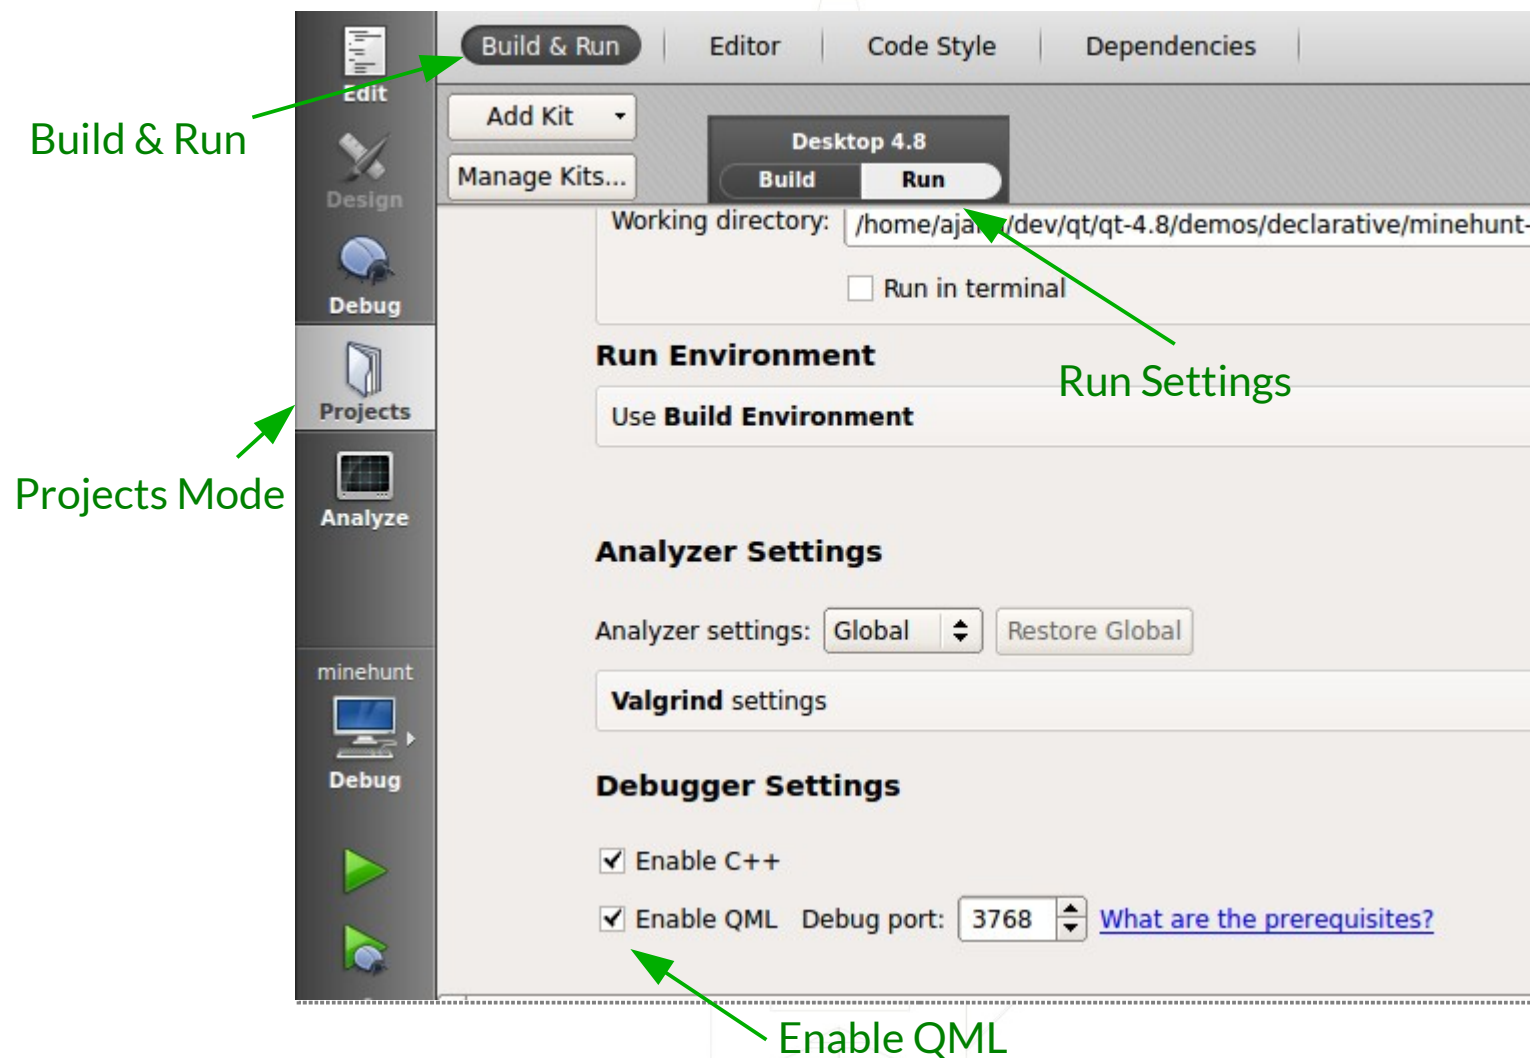 Build & Run
Editor
Code Style
Dependencies
Edit
Add Kit
Build & Run
Desktop 4.8
Manage Kits...
Build
Run
Design
Working directory:
/dev/qt/qt-4.8/demos/declarative/minehunt-
Run in terminal
Debug
Run Environment
Run Settings
Projects
Use Build Environment
Projects Mode
Analyze
Analyzer Settings
Analyzer settings:
Global
Restore Global
minehunt
Valgrind settings
Debug
Debugger Settings
Enable C++
Enable QML
Debug port:
3768
What are the prerequisites?
Enable QML